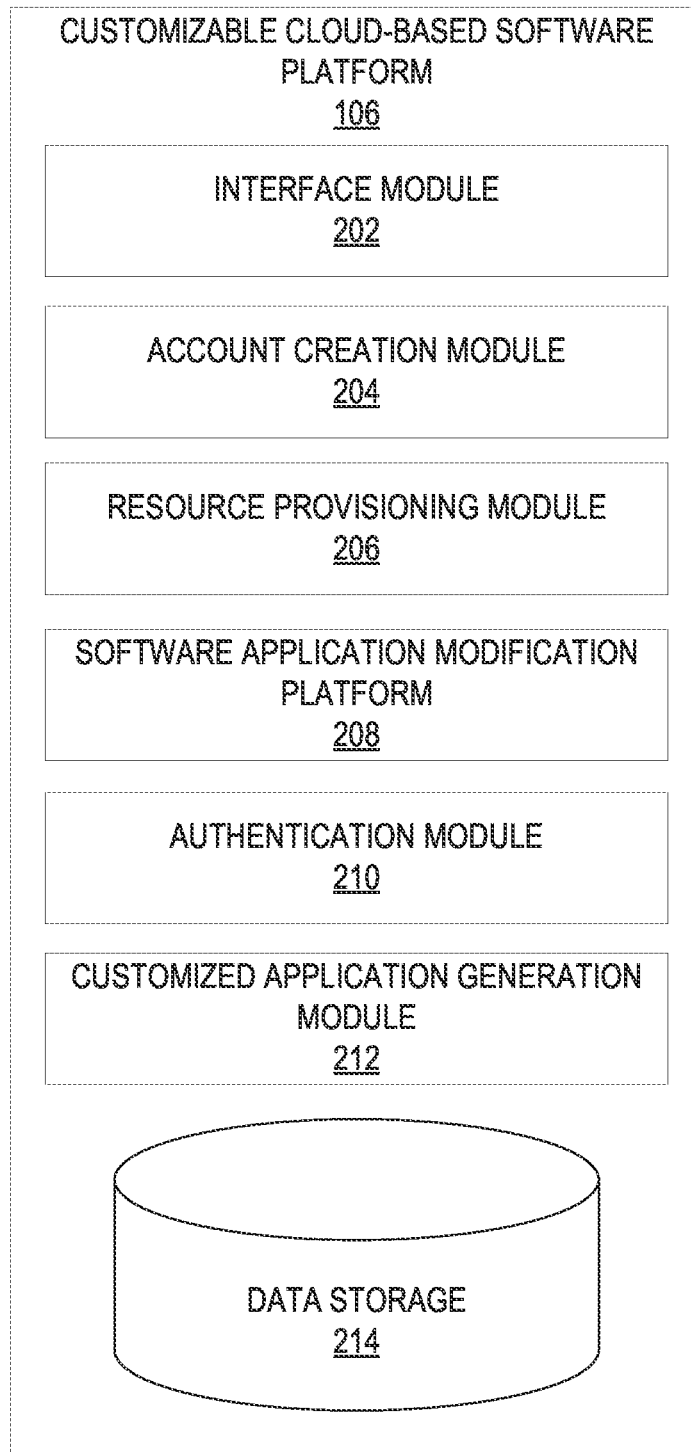 CUSTOMIZABLE CLOUD-BASED SOFTWARE
PLATFORM
106
INTERFACE MODULE
202
ACCOUNT CREATION MODULE
204
RESOURCE PROVISIONING MODULE
206
SOFTWARE APPLICATION MODIFICATION
PLATFORM
208
AUTHENTICATION MODULE
210
CUSTOMIZED APPLICATION GENERATION
MODULE
212
DATA STORAGE
214